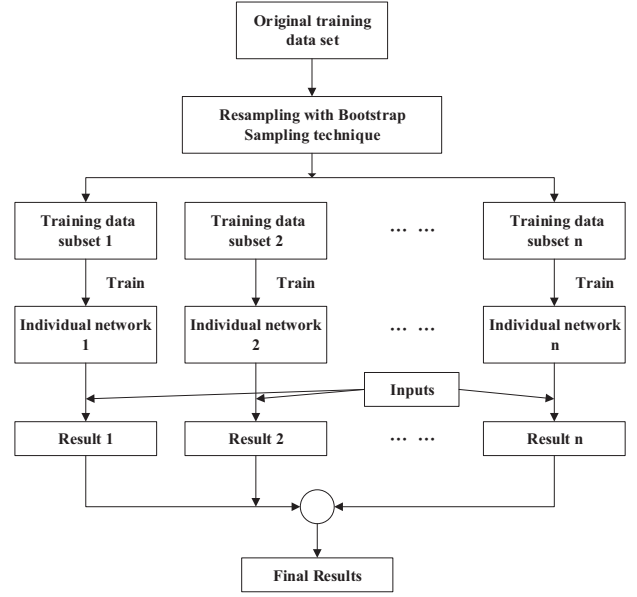 Original training
data set
Resampling with Bootstrap
Sampling technique
Training data
subset 1
Training data
subset 2
... ...
Training data
subset n
Train
Train
Train
Individual network
1
Individual network
2
... ...
Individual network
n
Inputs
Result 1
Result 2
... ...
Result n
Final Results